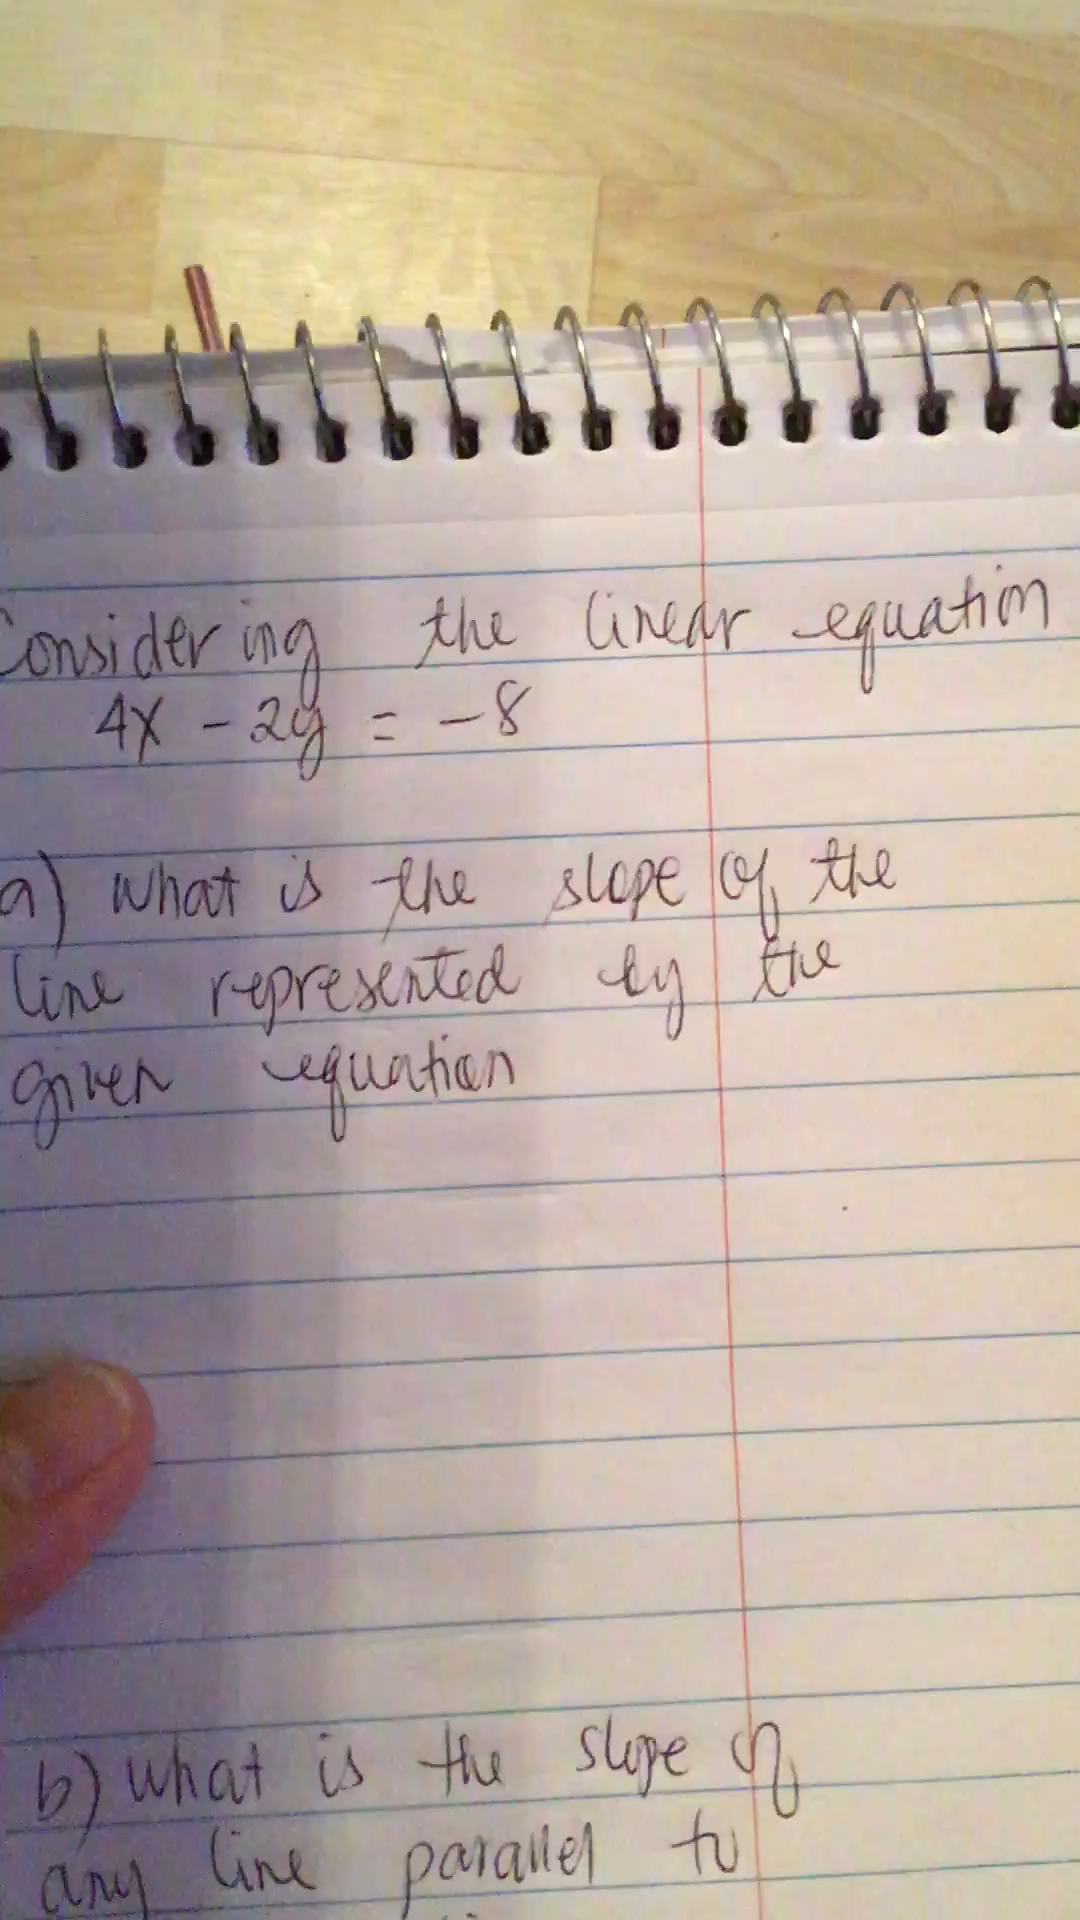 Considering the linear equation
4x - 2y = -8
a) what is the slope of the
line represented by the
given equation
b) what is the slope of
any line parallel to